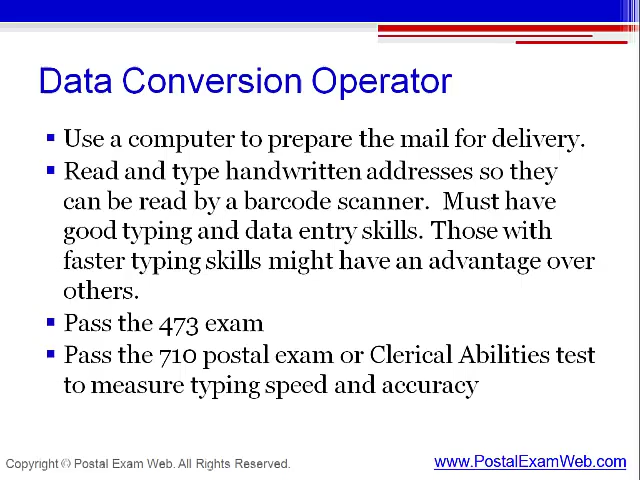 Data Conversion Operator
▪ Use a computer to prepare the mail for delivery.
▪ Read and type handwritten addresses so they
can be read by a barcode scanner.  Must have
good typing and data entry skills. Those with
faster typing skills might have an advantage over
others.
▪ Pass the 473 exam
▪ Pass the 710 postal exam or Clerical Abilities test
to measure typing speed and accuracy
Copyright © Postal Exam Web. All Rights Reserved.
www.PostalExamWeb.com